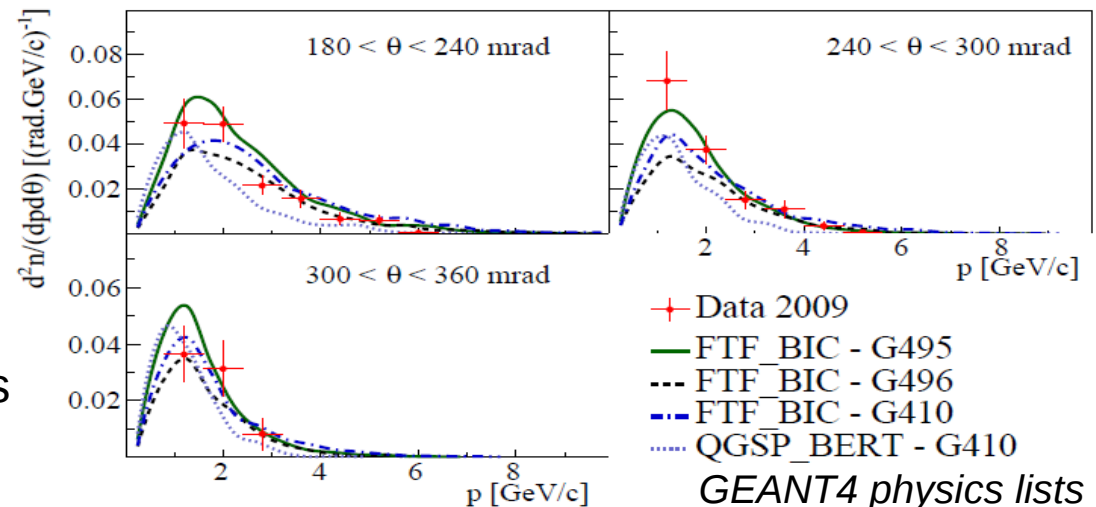 d²n/(dpdθ) [(rad.GeV/c)⁻¹]
0.08
0.06
0.04
0.02
180 < θ < 240 mrad
240 < θ < 300 mrad
2 4 6 8
p [GeV/c]
300 < θ < 360 mrad
0.06
0.04
0.02
2 4 6 8
p [GeV/c]
s
Data 2009
FTF_BIC - G495
FTF_BIC - G496
FTF_BIC - G410
QGSP_BERT - G410
GEANT4 physics lists